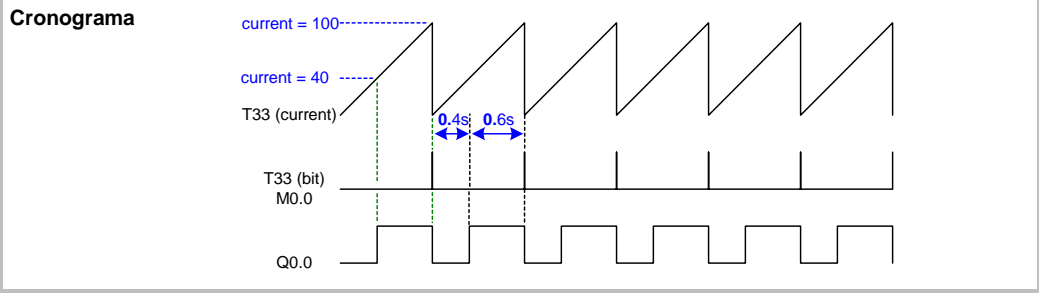 Cronograma
current = 100
current = 40
T33 (current)
0.4s 0.6s
T33 (bit)
M0.0
Q0.0